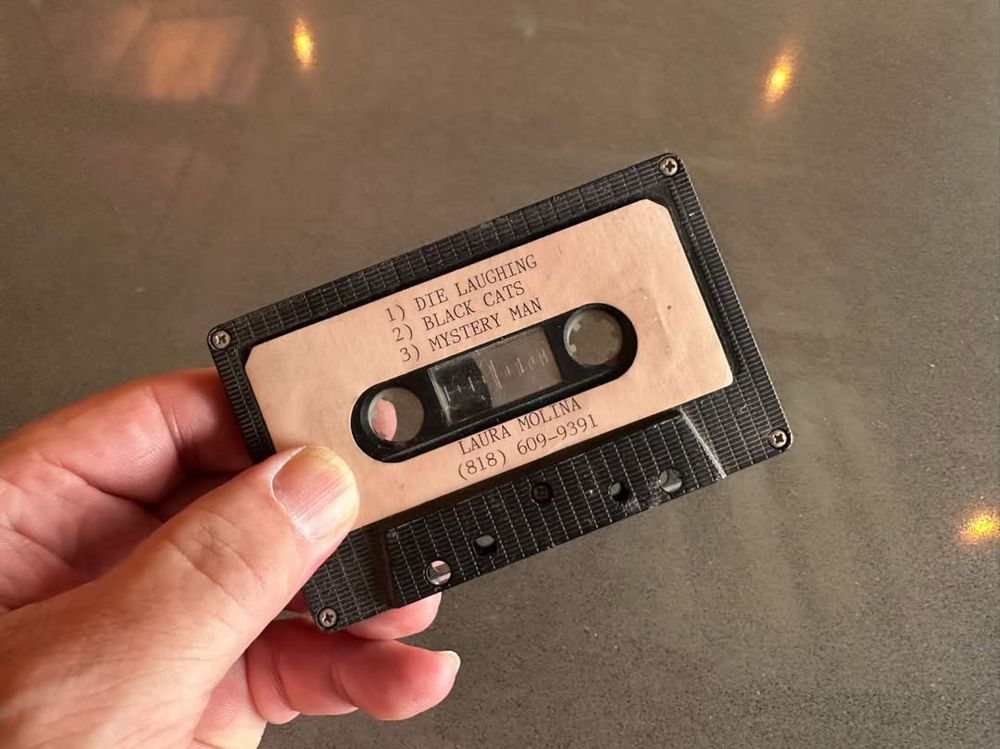 1) DIE LAUGHING
2) BLACK CATS
3) MYSTERY MAN
LAURA MOLINA
(818) 609-9391